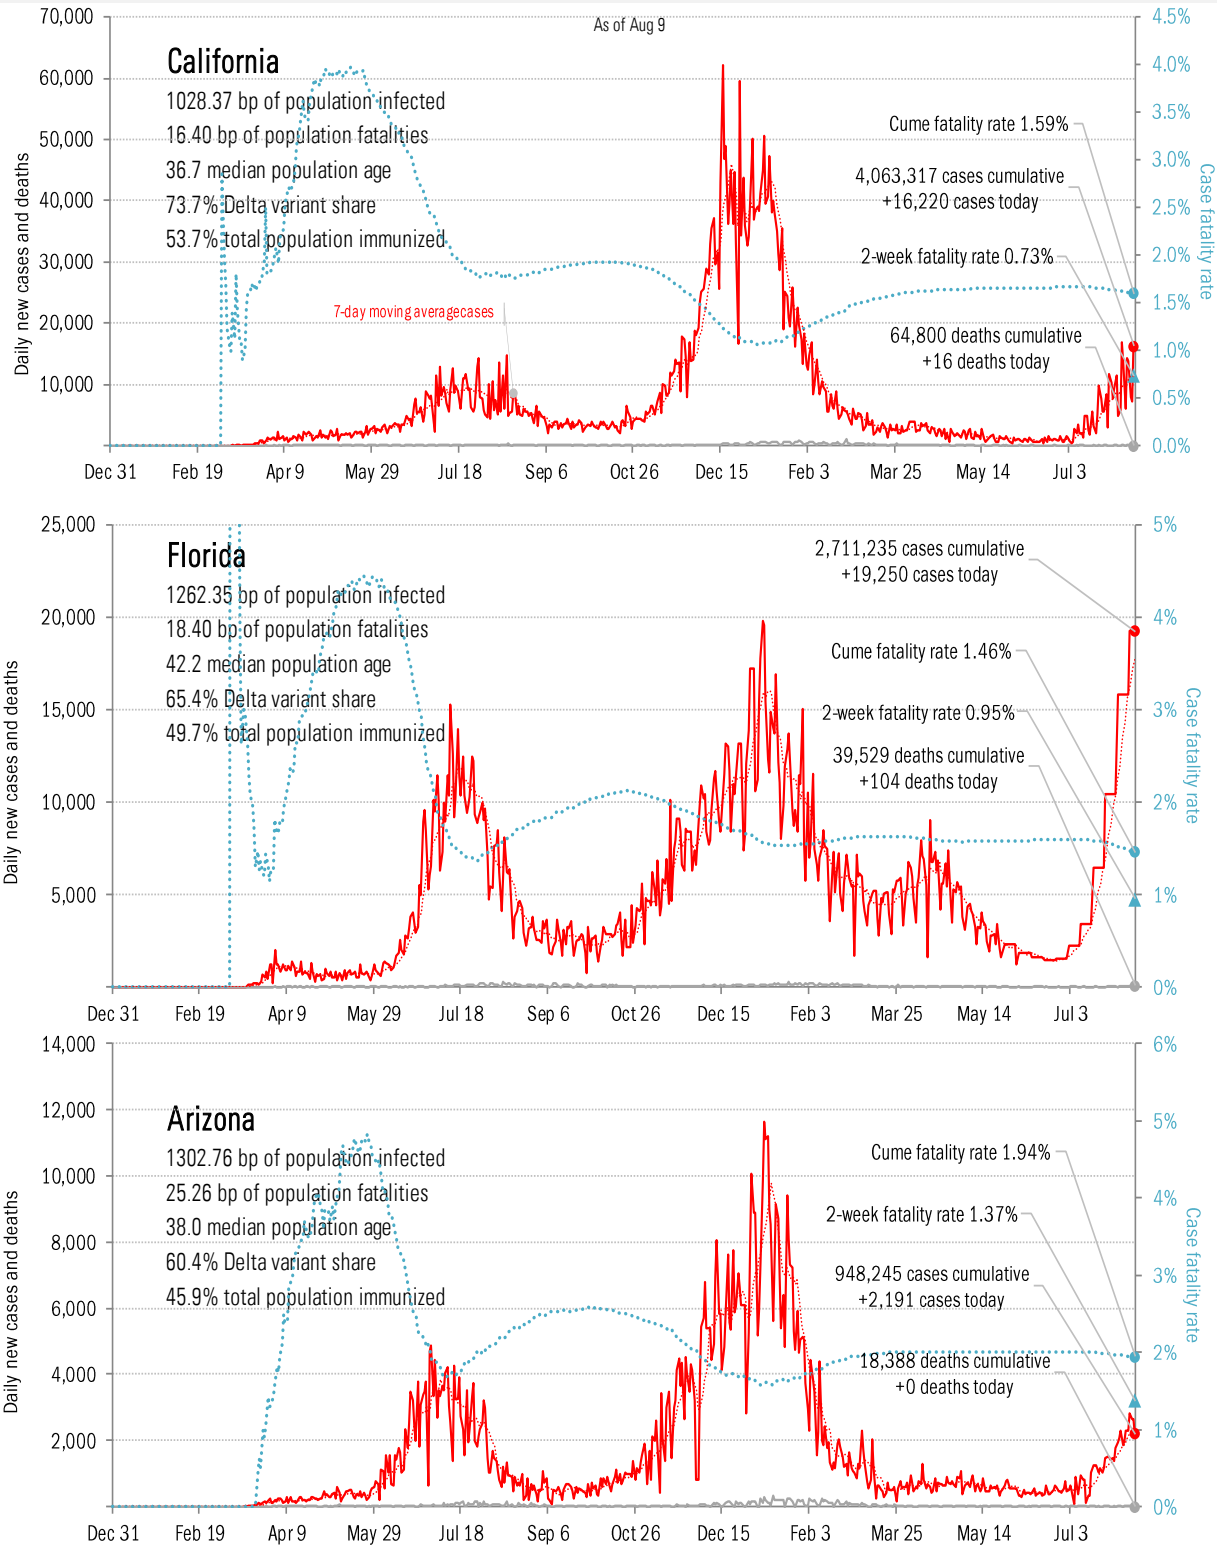 As of Aug 9
70,000
60,000
50,000
40,000
30,000
20,000
10,000
Daily new cases and deaths
4.5%
4.0%
3.5%
3.0%
2.5%
2.0%
1.5%
1.0%
0.5%
0.0%
Case fatality rate
California
1028.37 bp of population infected
16.40 bp of population fatalities
36.7 median population age
73.7% Delta variant share
53.7% total population immunized
7-day moving averagecases
Cume fatality rate 1.59%
4,063,317 cases cumulative
+16,220 cases today
2-week fatality rate 0.73%
64,800 deaths cumulative
+16 deaths today
Dec 31 Feb 19 Apr 9 May 29 Jul 18 Sep 6 Oct 26 Dec 15 Feb 3 Mar 25 May 14 Jul 3
25,000
20,000
15,000
10,000
5,000
Daily new cases and deaths
5%
4%
3%
2%
1%
0%
Case fatality rate
Florida
1262.35 bp of population infected
18.40 bp of population fatalities
42.2 median population age
65.4% Delta variant share
49.7% total population immunized
2,711,235 cases cumulative
+19,250 cases today
Cume fatality rate 1.46%
2-week fatality rate 0.95%
39,529 deaths cumulative
+104 deaths today
Dec 31 Feb 19 Apr 9 May 29 Jul 18 Sep 6 Oct 26 Dec 15 Feb 3 Mar 25 May 14 Jul 3
14,000
12,000
10,000
8,000
6,000
4,000
2,000
Daily new cases and deaths
6%
5%
4%
3%
2%
1%
0%
Case fatality rate
Arizona
1302.76 bp of population infected
25.26 bp of population fatalities
38.0 median population age
60.4% Delta variant share
45.9% total population immunized
Cume fatality rate 1.94%
2-week fatality rate 1.37%
948,245 cases cumulative
+2,191 cases today
18,388 deaths cumulative
+0 deaths today
Dec 31 Feb 19 Apr 9 May 29 Jul 18 Sep 6 Oct 26 Dec 15 Feb 3 Mar 25 May 14 Jul 3